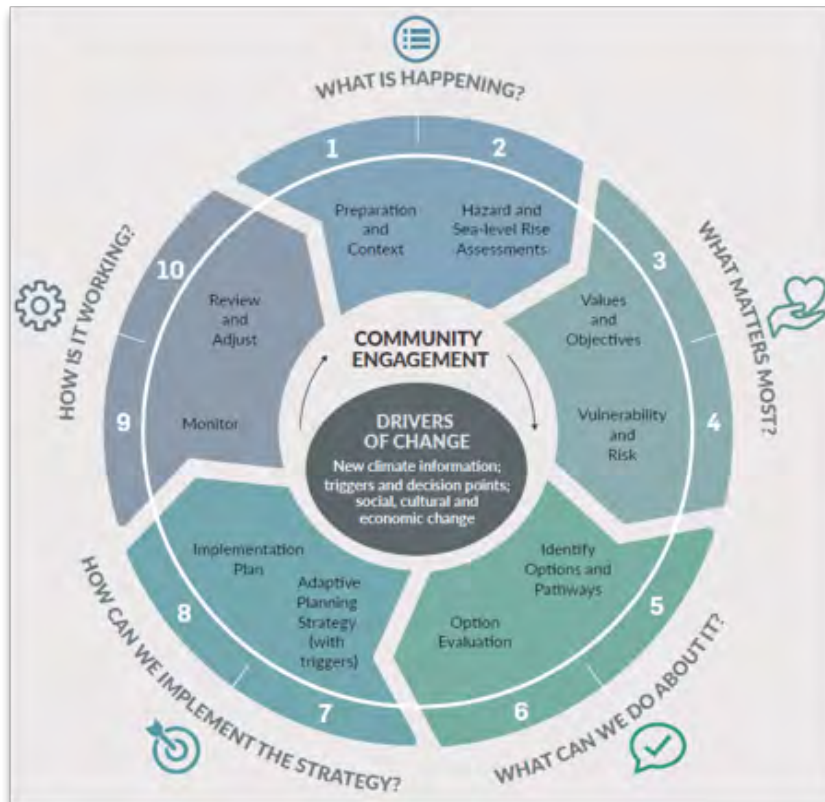 WHAT IS HAPPENING?
1
2
Preparation
and
Context
Hazard and
Sea-level Rise
Assessments
WHAT MATTERS MOST?
3
4
Values
and
Objectives
Vulnerability
and
Risk
WHAT CAN WE DO ABOUT IT?
5
6
Identify
Options and
Pathways
Option
Evaluation
HOW CAN WE IMPLEMENT THE STRATEGY?
7
8
Adaptive
Planning
Strategy
(with
triggers)
Implementation
Plan
HOW IS IT WORKING?
9
10
Monitor
Review
and
Adjust
COMMUNITY
ENGAGEMENT
DRIVERS
OF CHANGE
New climate information;
triggers and decision points;
social, cultural and
economic change